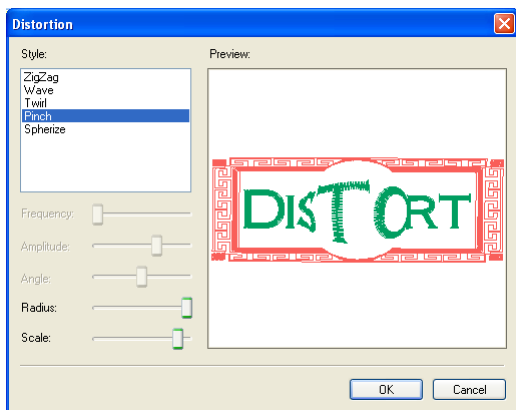 Distortion
Style:
ZigZag
Wave
Twirl
Pinch
Spherize
Frequency:
Amplitude:
Angle:
Radius:
Scale:
Preview:
DISTORT
OK
Cancel